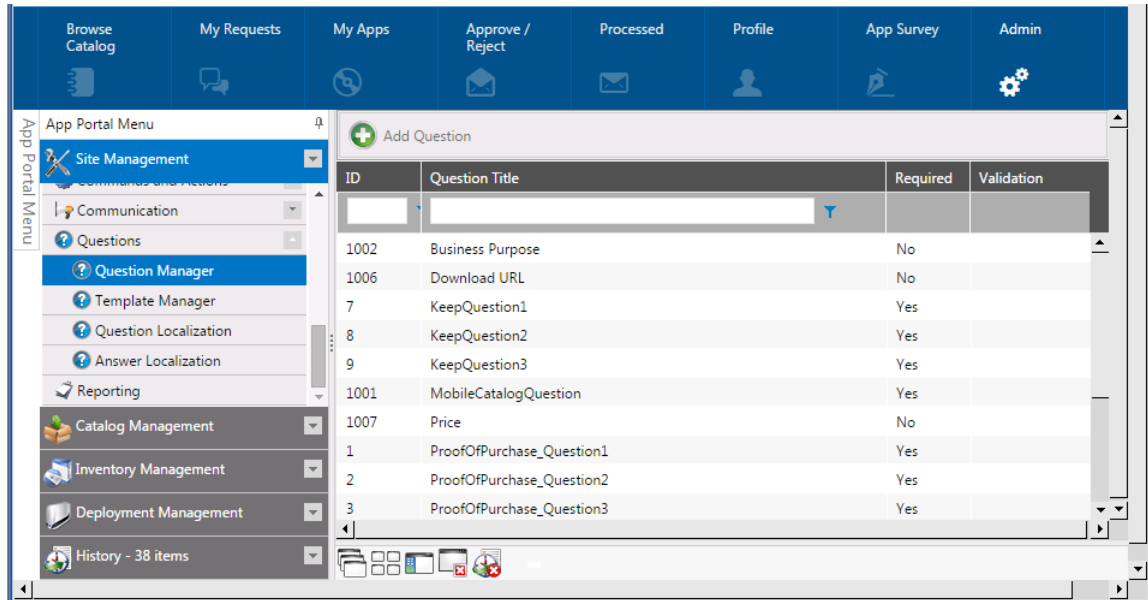 Browse
Catalog
My Requests
My Apps
Approve /
Reject
Processed
Profile
App Survey
Admin
App Portal Menu
App Portal Menu
Site Management
Commands and Actions
Communication
Questions
Question Manager
Template Manager
Question Localization
Answer Localization
Reporting
Catalog Management
Inventory Management
Deployment Management
History - 38 items
Add Question
ID Question Title Required Validation
1002 Business Purpose No
1006 Download URL No
7 KeepQuestion1 Yes
8 KeepQuestion2 Yes
9 KeepQuestion3 Yes
1001 MobileCatalogQuestion Yes
1007 Price No
1 ProofOfPurchase_Question1 Yes
2 ProofOfPurchase_Question2 Yes
3 ProofOfPurchase_Question3 Yes